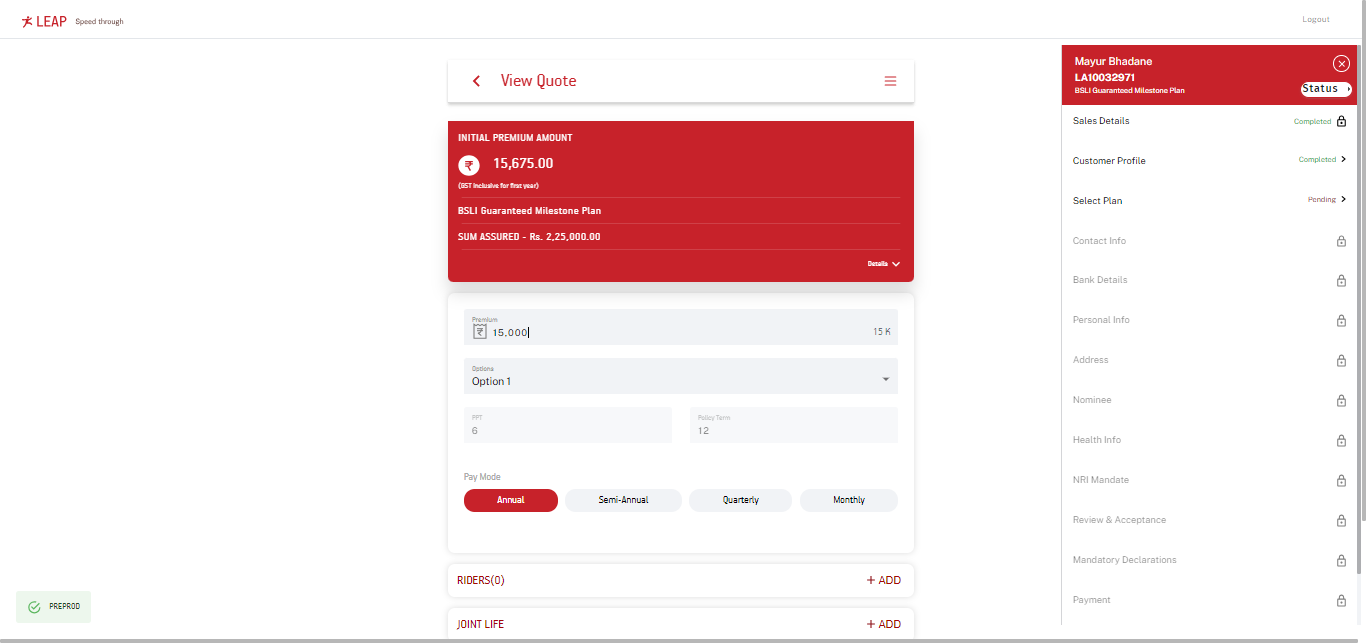 LEAP Speed through
Logout
View Quote
INITIAL PREMIUM AMOUNT
₹ 15,675.00
(GST inclusive for first year)
BSLI Guaranteed Milestone Plan
SUM ASSURED - Rs. 2,25,000.00
Details
Premium
₹ 15,000 15 K
Options
Option 1
PPT
6
Policy Term
12
Pay Mode
Annual Semi-Annual Quarterly Monthly
RIDERS(0) + ADD
JOINT LIFE + ADD
PREPROD
Mayur Bhadane
LA10032971
BSLI Guaranteed Milestone Plan
Status
Sales Details Completed
Customer Profile Completed
Select Plan Pending
Contact Info
Bank Details
Personal Info
Address
Nominee
Health Info
NRI Mandate
Review & Acceptance
Mandatory Declarations
Payment